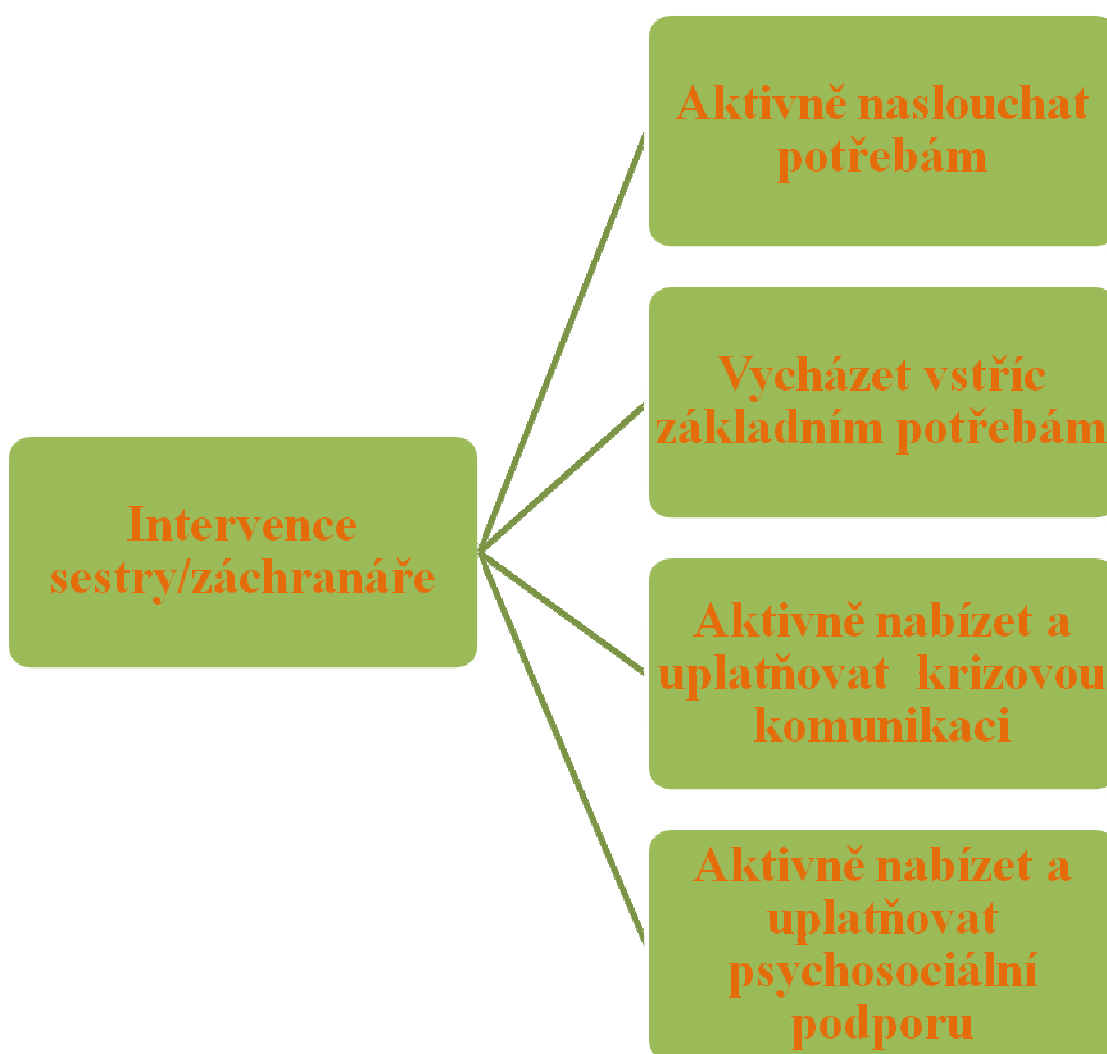 Aktivně naslouchat
potřebám
Vycházet vstříc
základním potřebám
Intervence
sestry/záchranáře
Aktivně nabízet a
uplatňovat krizovou
komunikaci
Aktivně nabízet a
uplatňovat
psychosociální
podporu